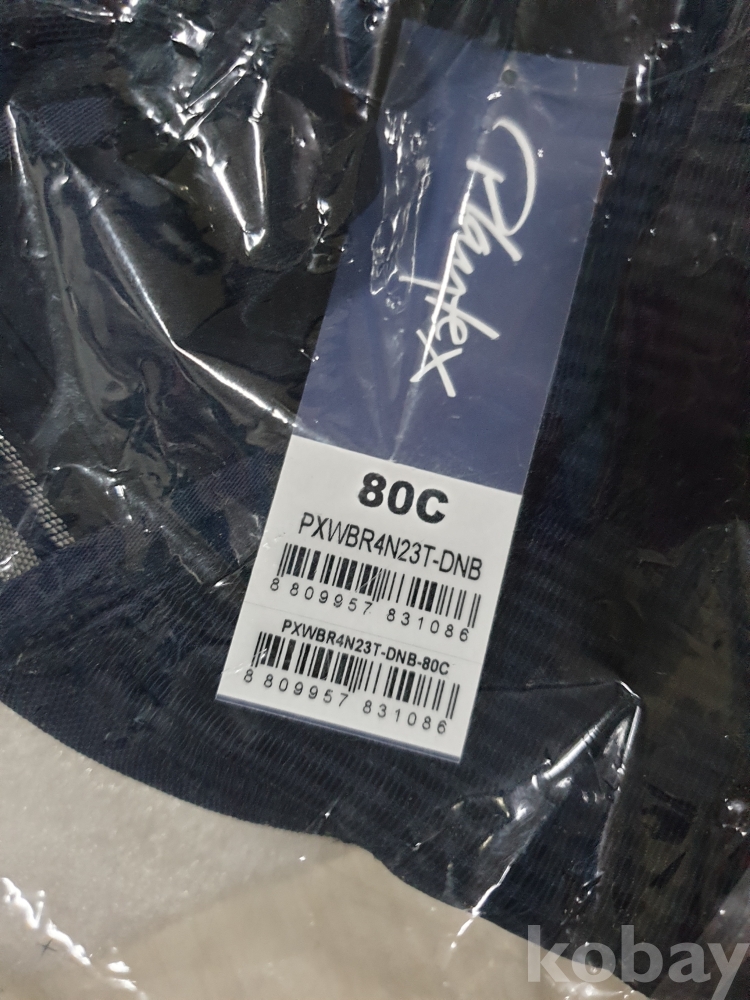 Playtex
80C
PXWBR4N23T-DNB
8 809957 831086
PXWBR4N23T-DNB-80C
8 809957 831086
kobay